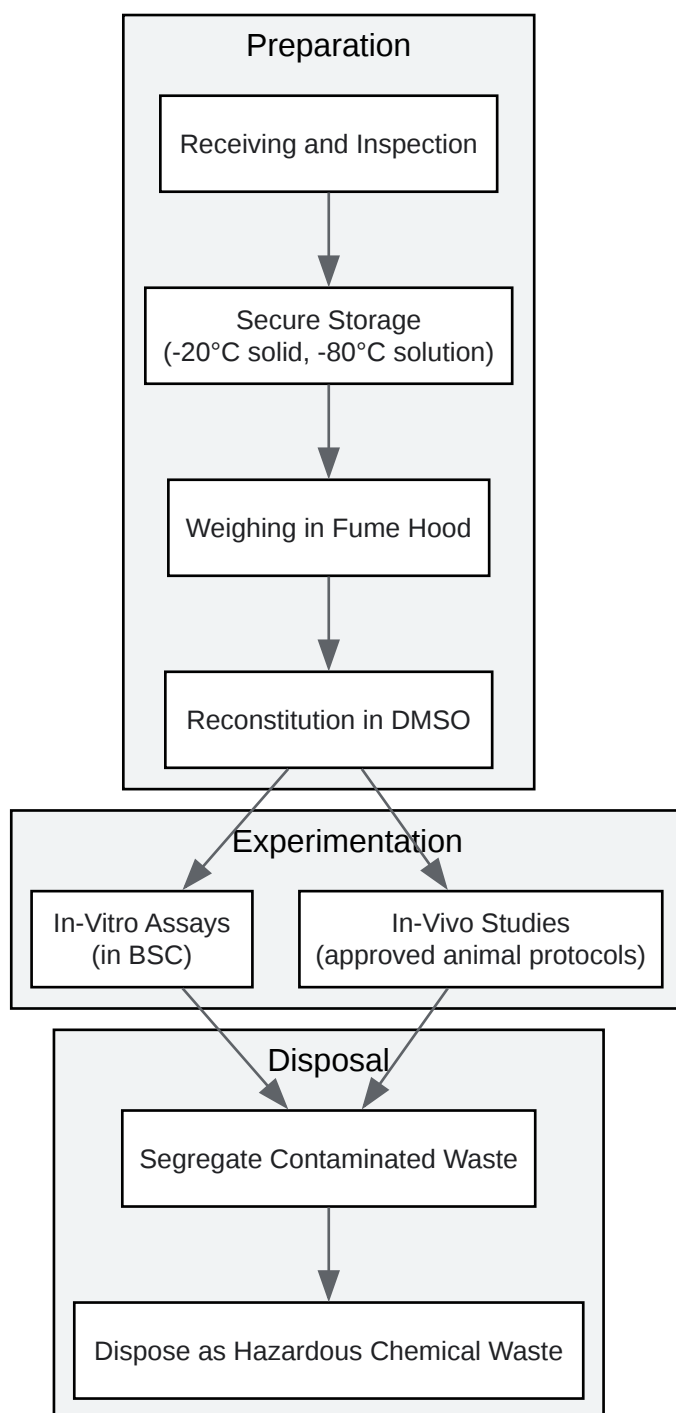 Preparation
Receiving and Inspection
Secure Storage
(-20°C solid, -80°C solution)
Weighing in Fume Hood
Reconstitution in DMSO
Experimentation
In-Vitro Assays
(in BSC)
In-Vivo Studies
(approved animal protocols)
Disposal
Segregate Contaminated Waste
Dispose as Hazardous Chemical Waste